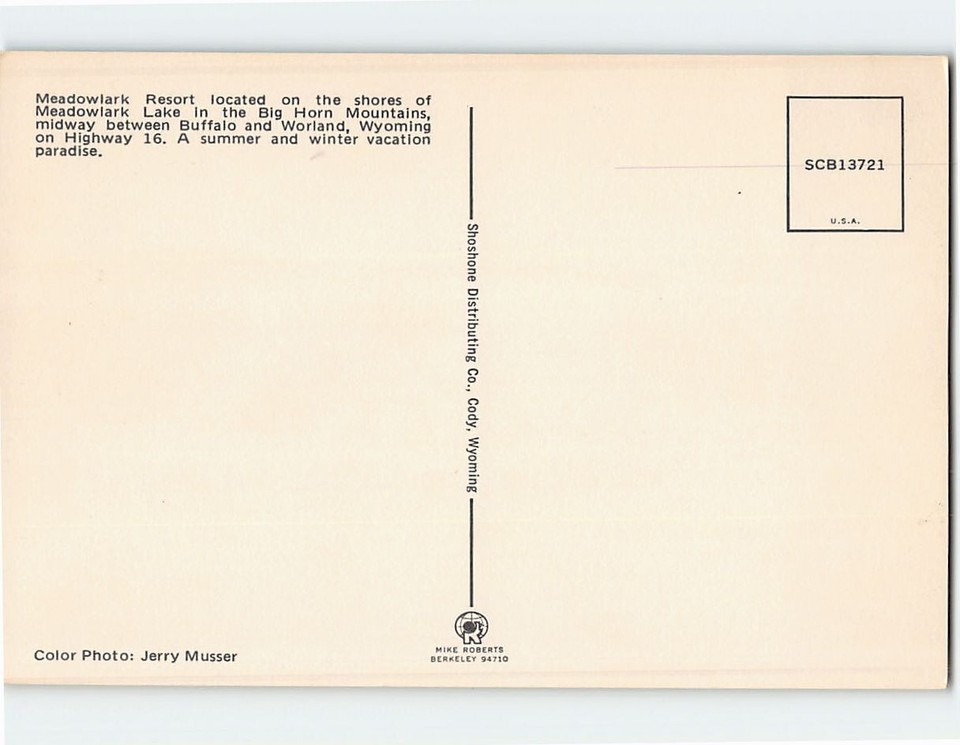 Meadowlark Resort located on the shores of
Meadowlark Lake in the Big Horn Mountains,
midway between Buffalo and Worland, Wyoming
on Highway 16. A summer and winter vacation
paradise.
Color Photo: Jerry Musser
Shoshone Distributing Co., Cody, Wyoming
MIKE ROBERTS
BERKELEY 94710
SCB13721
U.S.A.